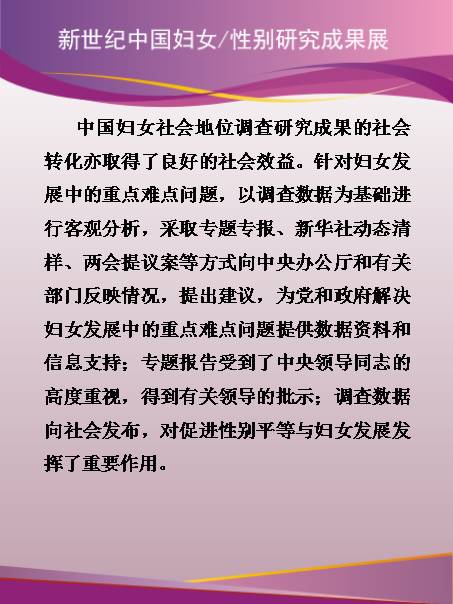 新世纪中国妇女/性别研究成果展
中国妇女社会地位调查研究成果的社会
转化亦取得了良好的社会效益。针对妇女发
展中的重点难点问题，以调查数据为基础进
行客观分析，采取专题专报、新华社动态清
样、两会提议案等方式向中央办公厅和有关
部门反映情况，提出建议，为党和政府解决
妇女发展中的重点难点问题提供数据资料和
信息支持；专题报告受到了中央领导同志的
高度重视，得到有关领导的批示；调查数据
向社会发布，对促进性别平等与妇女发展发
挥了重要作用。